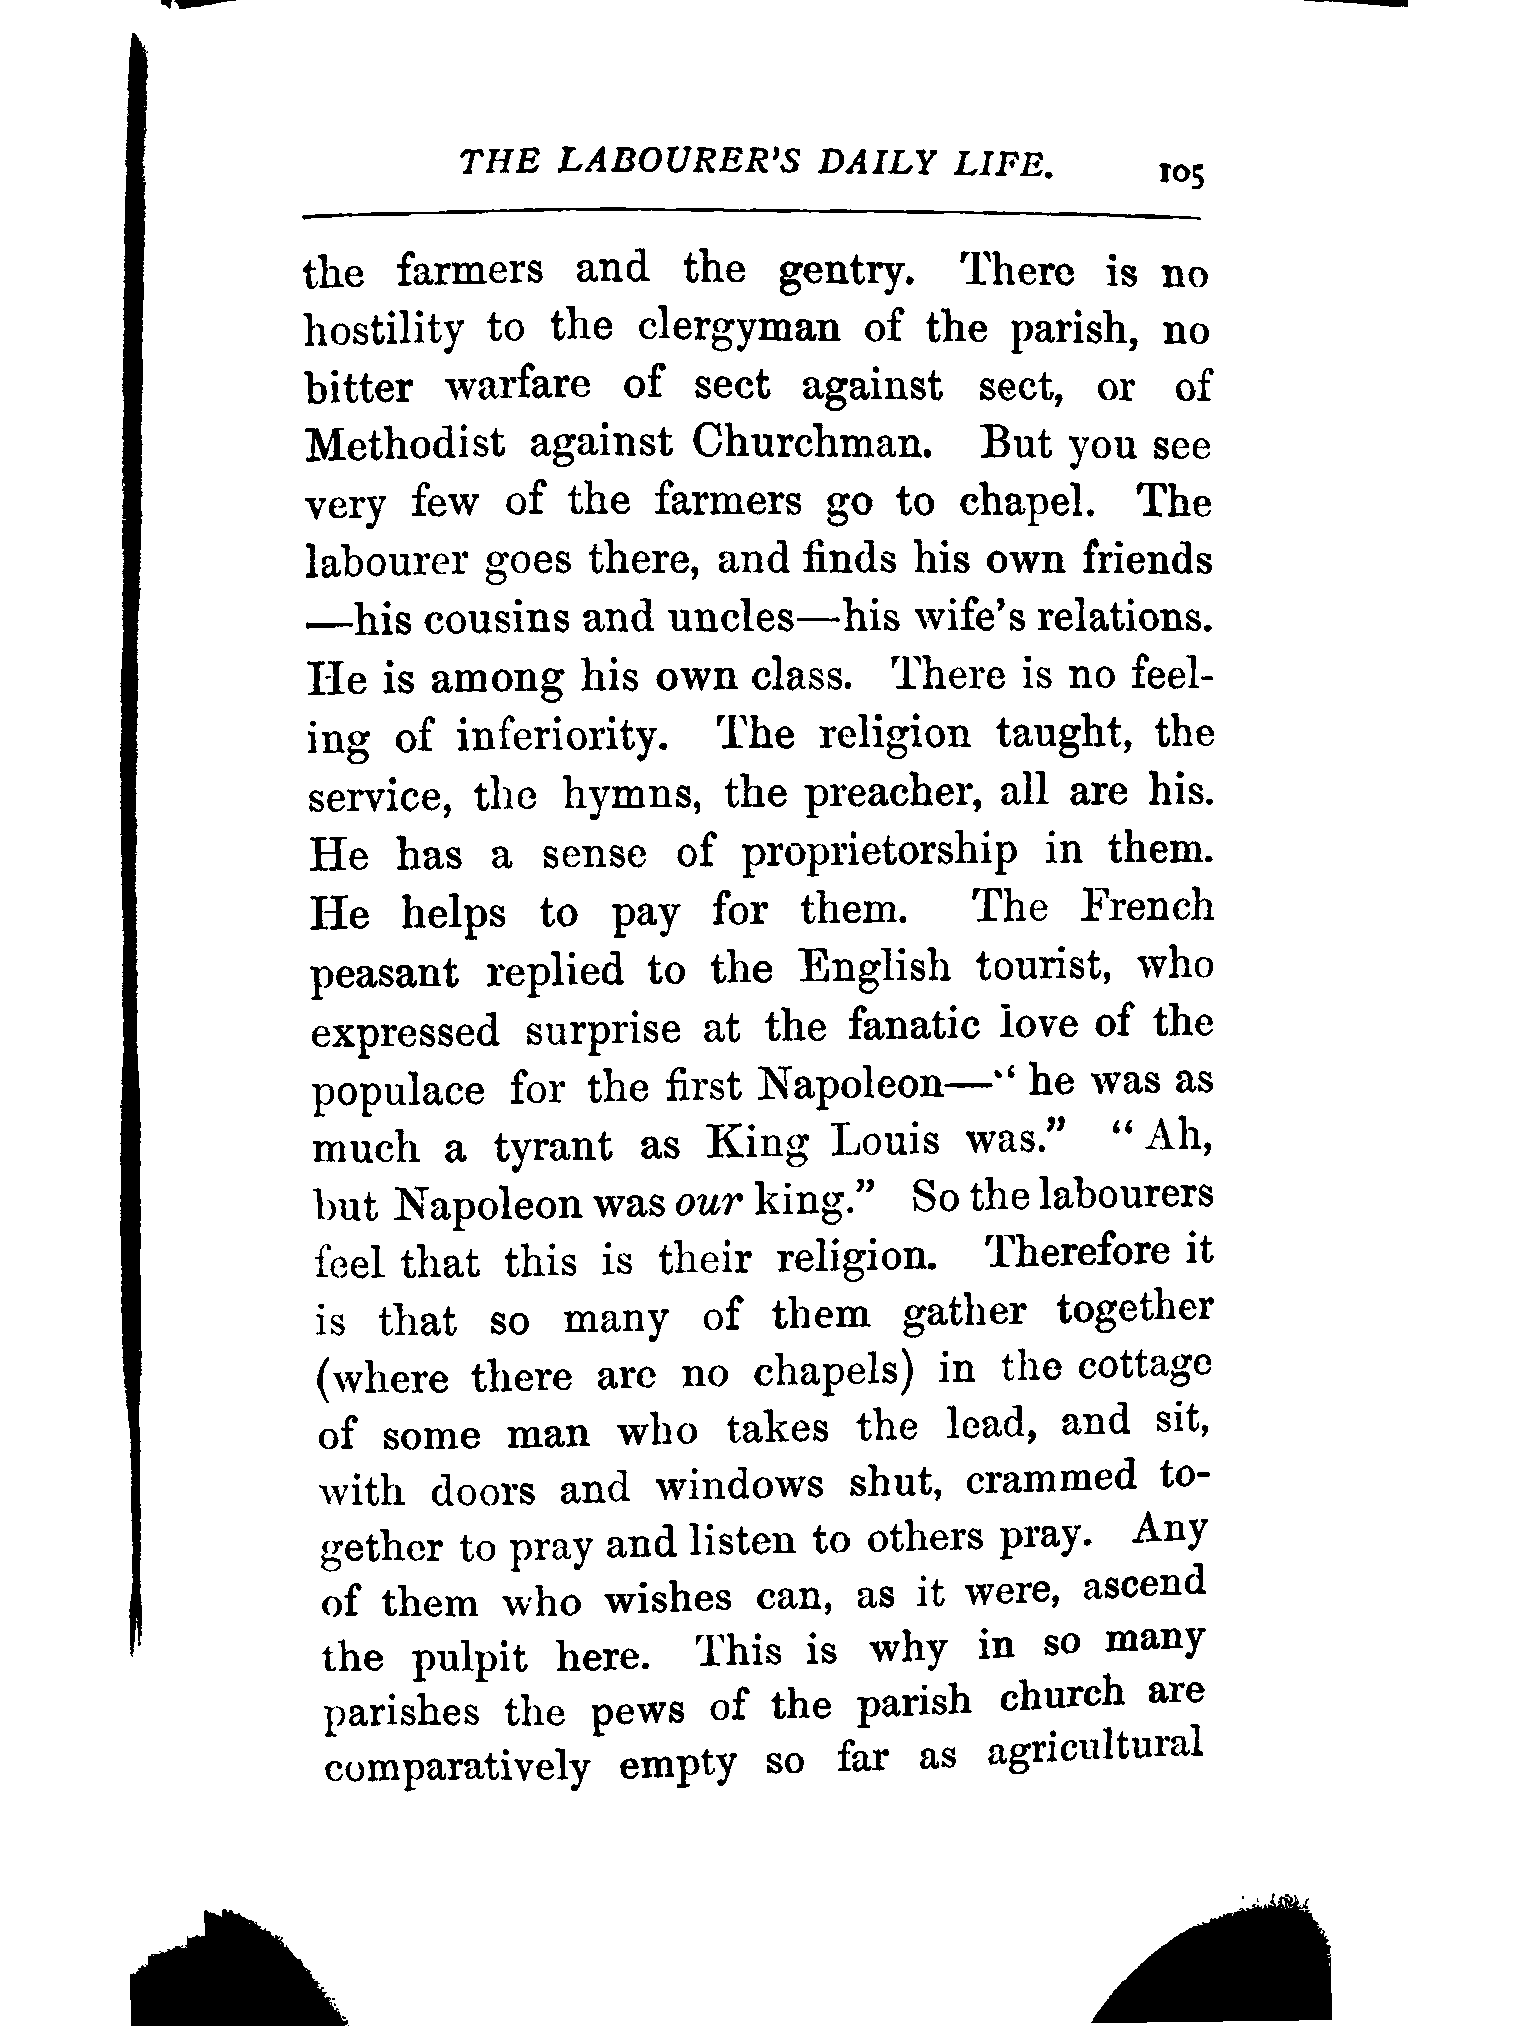 THE LABOURER'S DAILY LIFE. 105
the farmers and the gentry. There is no
hostility to the clergyman of the parish, no
bitter warfare of sect against sect, or of
Methodist against Churchman. But you see
very few of the farmers go to chapel. The
labourer goes there, and finds his own friends
—his cousins and uncles—his wife's relations.
He is among his own class. There is no feel-
ing of inferiority. The religion taught, the
service, the hymns, the preacher, all are his.
He has a sense of proprietorship in them.
He helps to pay for them. The French
peasant replied to the English tourist, who
expressed surprise at the fanatic love of the
populace for the first Napoleon—“ he was as
much a tyrant as King Louis was.” “ Ah,
but Napoleon was our king.” So the labourers
feel that this is their religion. Therefore it
is that so many of them gather together
(where there are no chapels) in the cottage
of some man who takes the lead, and sit,
with doors and windows shut, crammed to-
gether to pray and listen to others pray. Any
of them who wishes can, as it were, ascend
the pulpit here. This is why in so many
parishes the pews of the parish church are
comparatively empty so far as agricultural